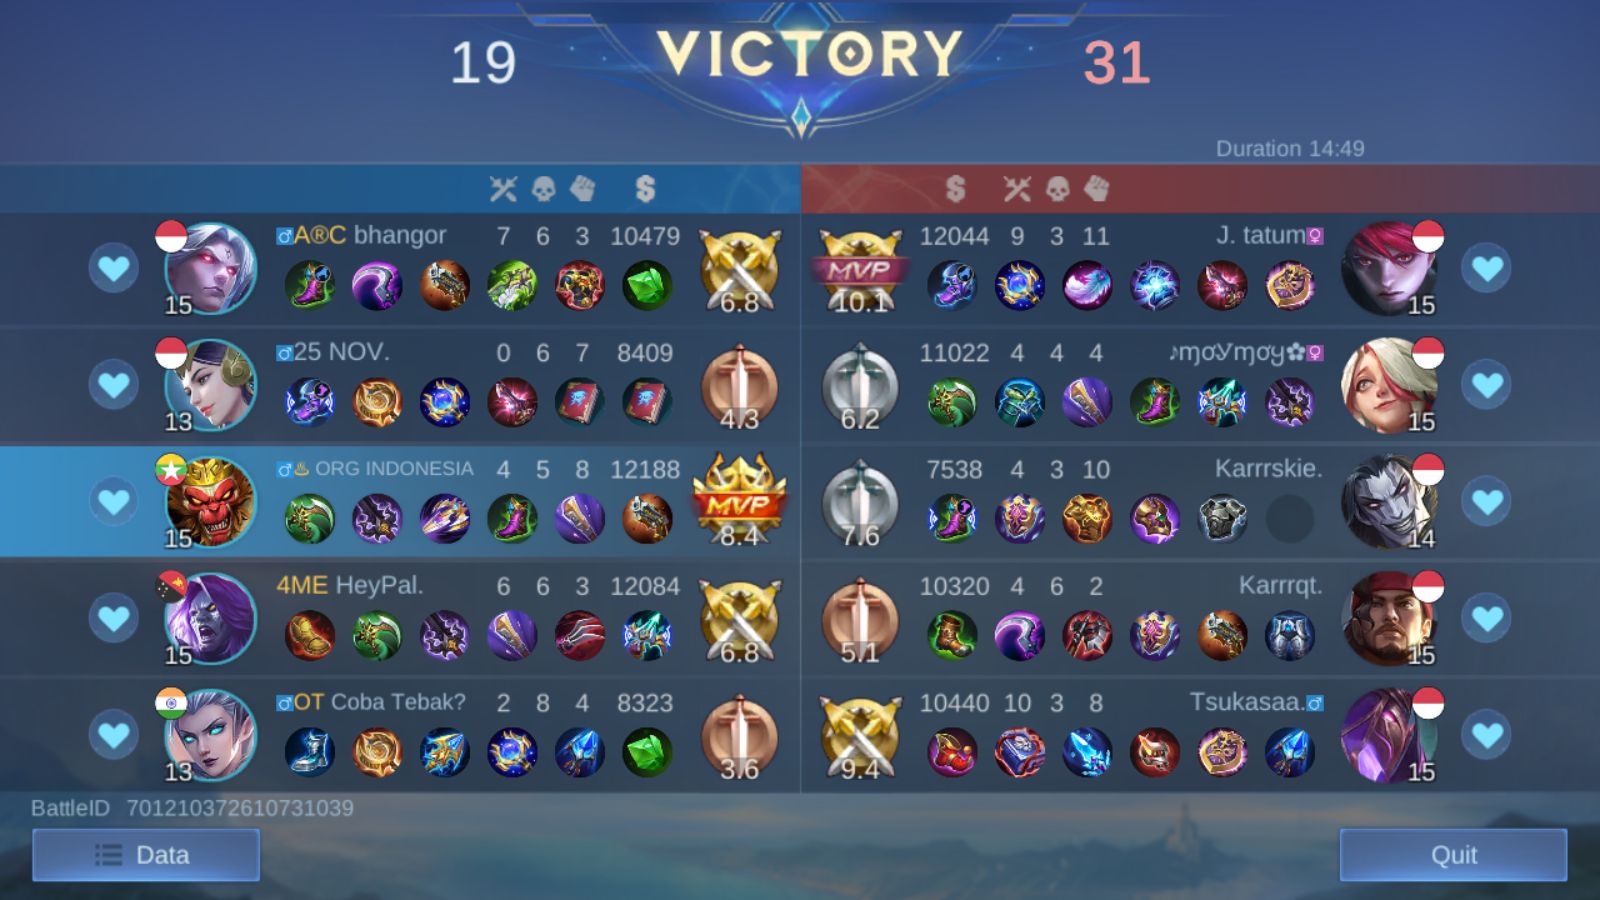 19 VICTORY 31
Duration 14:49
A®C bhangor 7 6 3 10479
15 6.8
MVP 10.1 12044 9 3 11 J. tatum
15
25 NOV. 0 6 7 8409
13 4.3
11022 4 4 4
6.2 15
ORG INDONESIA 4 5 8 12188
15 MVP 8.4
7538 4 3 10 Karrrskie.
7.6 14
4ME HeyPal. 6 6 3 12084
15 6.8
10320 4 6 2 Karrrqt.
5.1 15
OT Coba Tebak? 2 8 4 8323
13 3.6
10440 10 3 8 Tsukasaa.
9.4 15
BattleID 701210372610731039
Data Quit